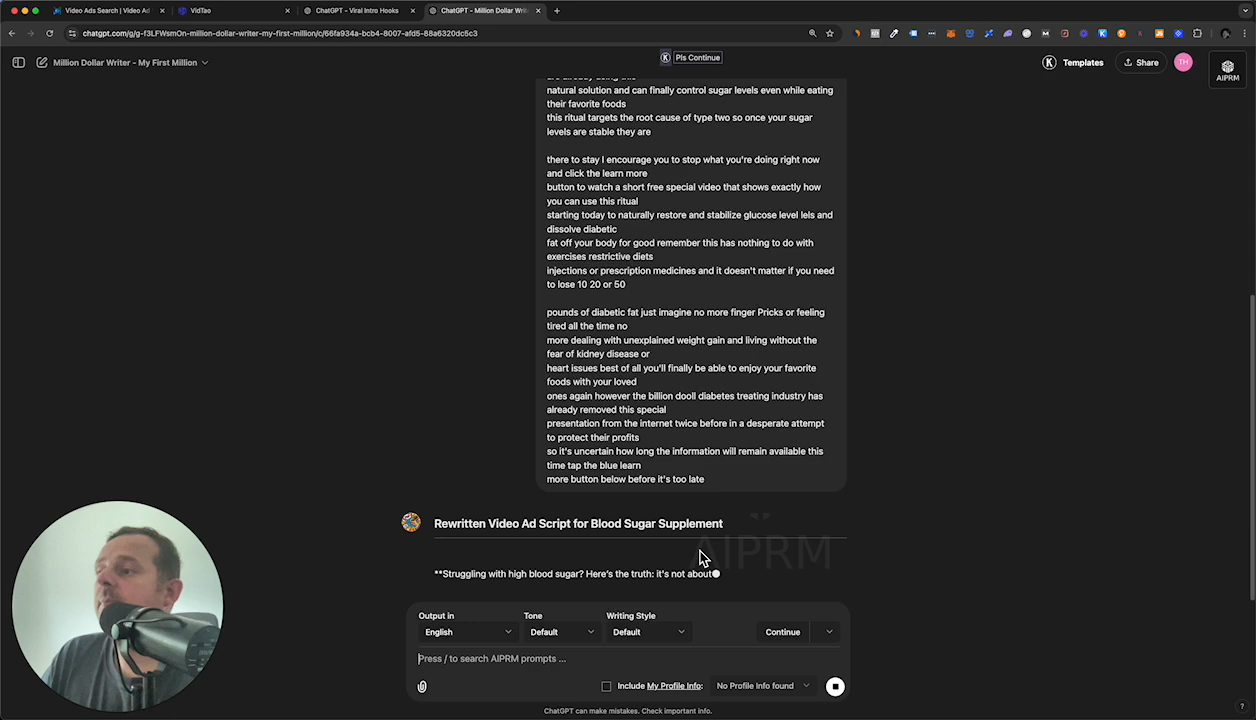 Video Ads Search | Video Ad
VidTao
ChatGPT - Viral Intro Hooks
ChatGPT - Million Dollar Write
chatgpt.com/g/g-f3LFWsmOn-million-dollar-writer-my-first-million/c/66fa934a-bcb4-8007-afd5-88a6320dc5c3
Million Dollar Writer - My First Million
Pls Continue
Templates
Share
TH
AIPRM
are already using this
natural solution and can finally control sugar levels even while eating
their favorite foods
this ritual targets the root cause of type two so once your sugar
levels are stable they are
there to stay I encourage you to stop what you're doing right now
and click the learn more
button to watch a short free special video that shows exactly how
you can use this ritual
starting today to naturally restore and stabilize glucose level lels and
dissolve diabetic
fat off your body for good remember this has nothing to do with
exercises restrictive diets
injections or prescription medicines and it doesn't matter if you need
to lose 10 20 or 50
pounds of diabetic fat just imagine no more finger Pricks or feeling
tired all the time no
more dealing with unexplained weight gain and living without the
fear of kidney disease or
heart issues best of all you'll finally be able to enjoy your favorite
foods with your loved
ones again however the billion dooll diabetes treating industry has
already removed this special
presentation from the internet twice before in a desperate attempt
to protect their profits
so it's uncertain how long the information will remain available this
time tap the blue learn
more button below before it's too late
Rewritten Video Ad Script for Blood Sugar Supplement
AIPRM
**Struggling with high blood sugar? Here's the truth: it's not about
Output in
Tone
Writing Style
English
Default
Default
Continue
Press / to search AIPRM prompts ...
Include My Profile Info:
No Profile Info found
ChatGPT can make mistakes. Check important info.
?